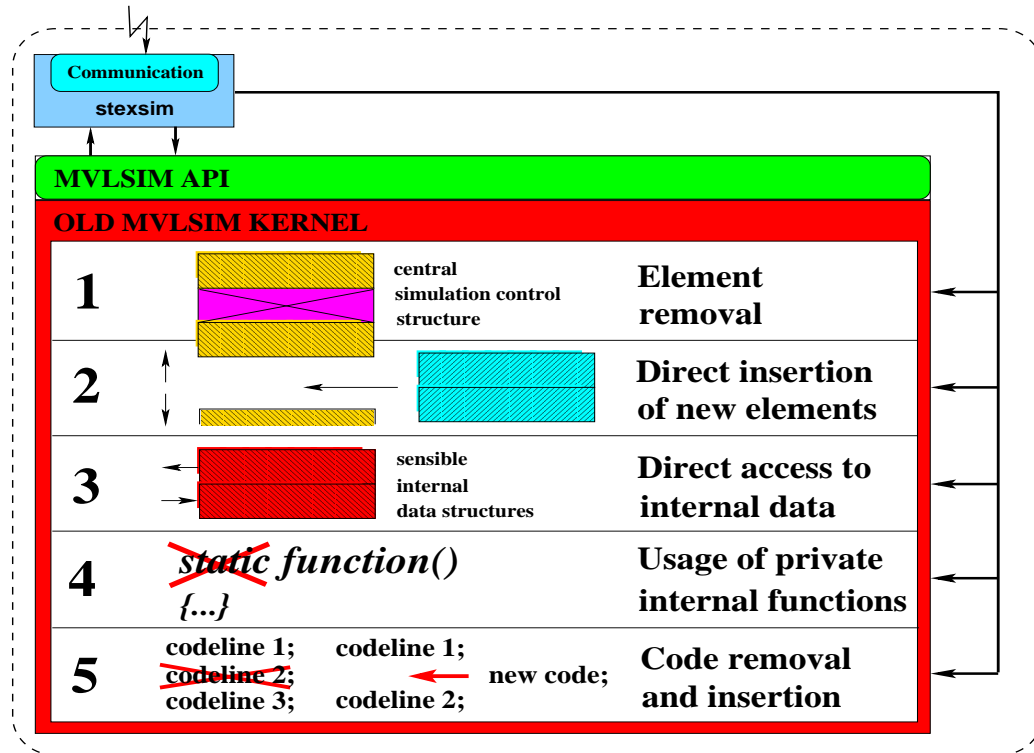 Communication
stexsim
MVLSIM API
OLD MVLSIM KERNEL
1
central
simulation control
structure
Element
removal
2
Direct insertion
of new elements
3
sensible
internal
data structures
Direct access to
internal data
4
static function()
{...}
Usage of private
internal functions
5
codeline 1;
codeline 2;
codeline 3;
codeline 1;
new code;
codeline 2;
Code removal
and insertion